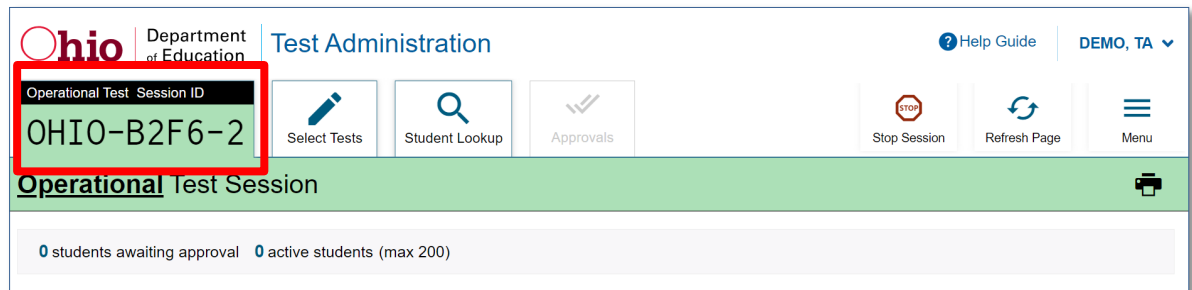 Ohio Department of Education Test Administration
Help Guide DEMO, TA
Operational Test Session ID
OHIO-B2F6-2
Select Tests
Student Lookup
Approvals
STOP
Stop Session
Refresh Page
Menu
Operational Test Session
0 students awaiting approval 0 active students (max 200)